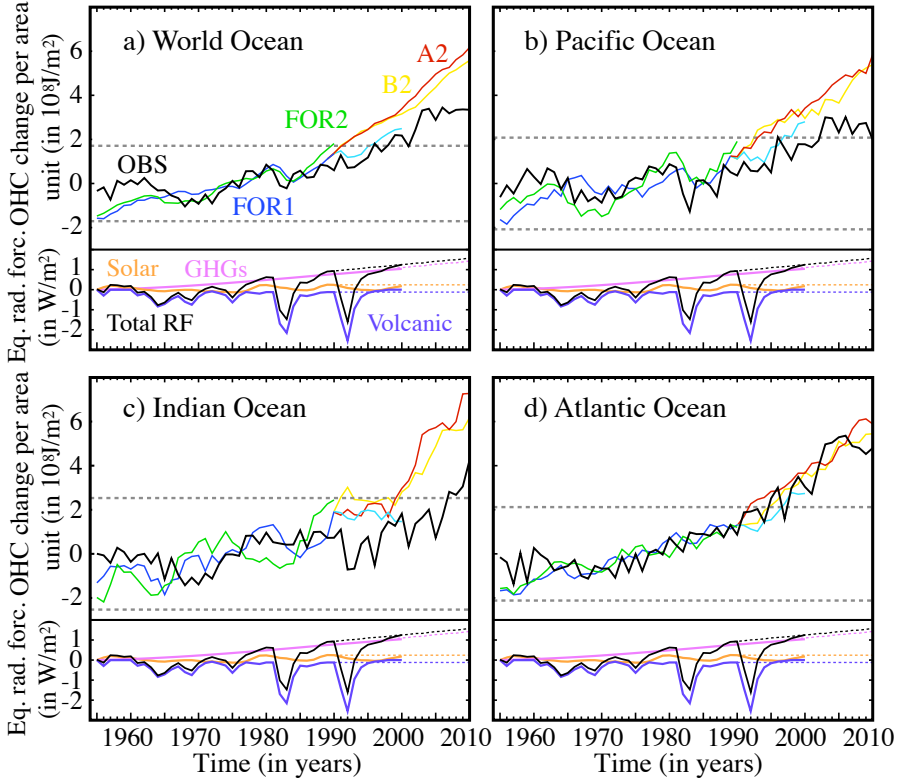 a) World Ocean
A2
B2
FOR2
OBS
FOR1
6
4
2
0
-2
OHC change per area
unit (in 10⁸J/m²)
Solar
GHGs
Total RF
Volcanic
1
0
-1
-2
Eq. rad. forc.
(in W/m²)
b) Pacific Ocean
c) Indian Ocean
6
4
2
0
-2
OHC change per area
unit (in 10⁸J/m²)
1
0
-1
-2
Eq. rad. forc.
(in W/m²)
1960 1970 1980 1990 2000 2010
Time (in years)
d) Atlantic Ocean
1960 1970 1980 1990 2000 2010
Time (in years)